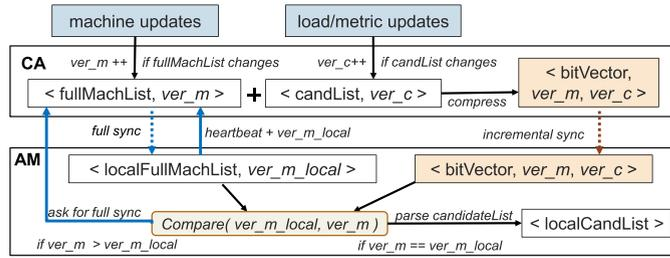 machine updates
load/metric updates
CA
ver_m ++
if fullMachList changes
ver_c++
if candList changes
< fullMachList, ver_m >
+
< candList, ver_c >
compress
< bitVector,
ver_m, ver_c >
full sync
heartbeat + ver_m_local
incremental sync
AM
< localFullMachList, ver_m_local >
< bitVector, ver_m, ver_c >
ask for full sync
Compare( ver_m_local, ver_m )
parse candidateList
< localCandList >
if ver_m > ver_m_local
if ver_m == ver_m_local